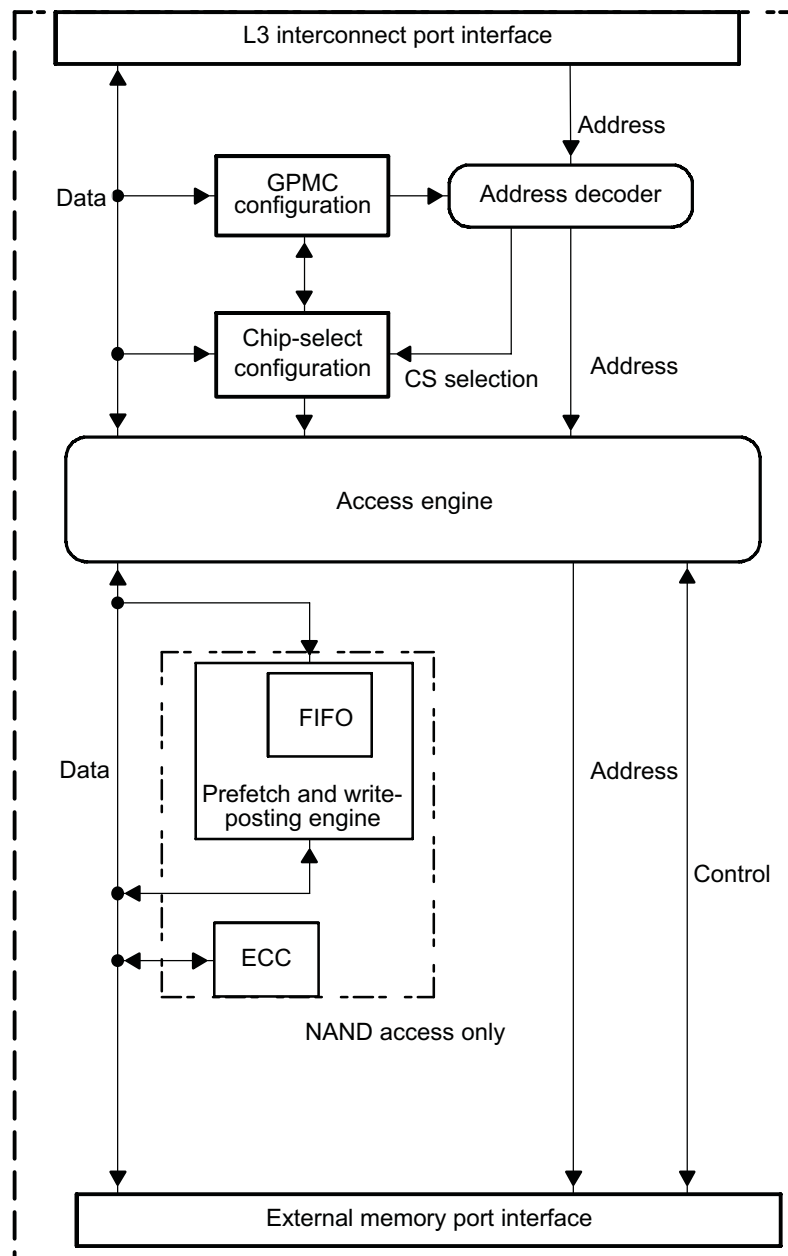 L3 interconnect port interface
Address
GPMC
configuration
Address decoder
Data
Chip-select
configuration
CS selection
Address
Access engine
FIFO
Data
Prefetch and write-
posting engine
Address
Control
ECC
NAND access only
External memory port interface